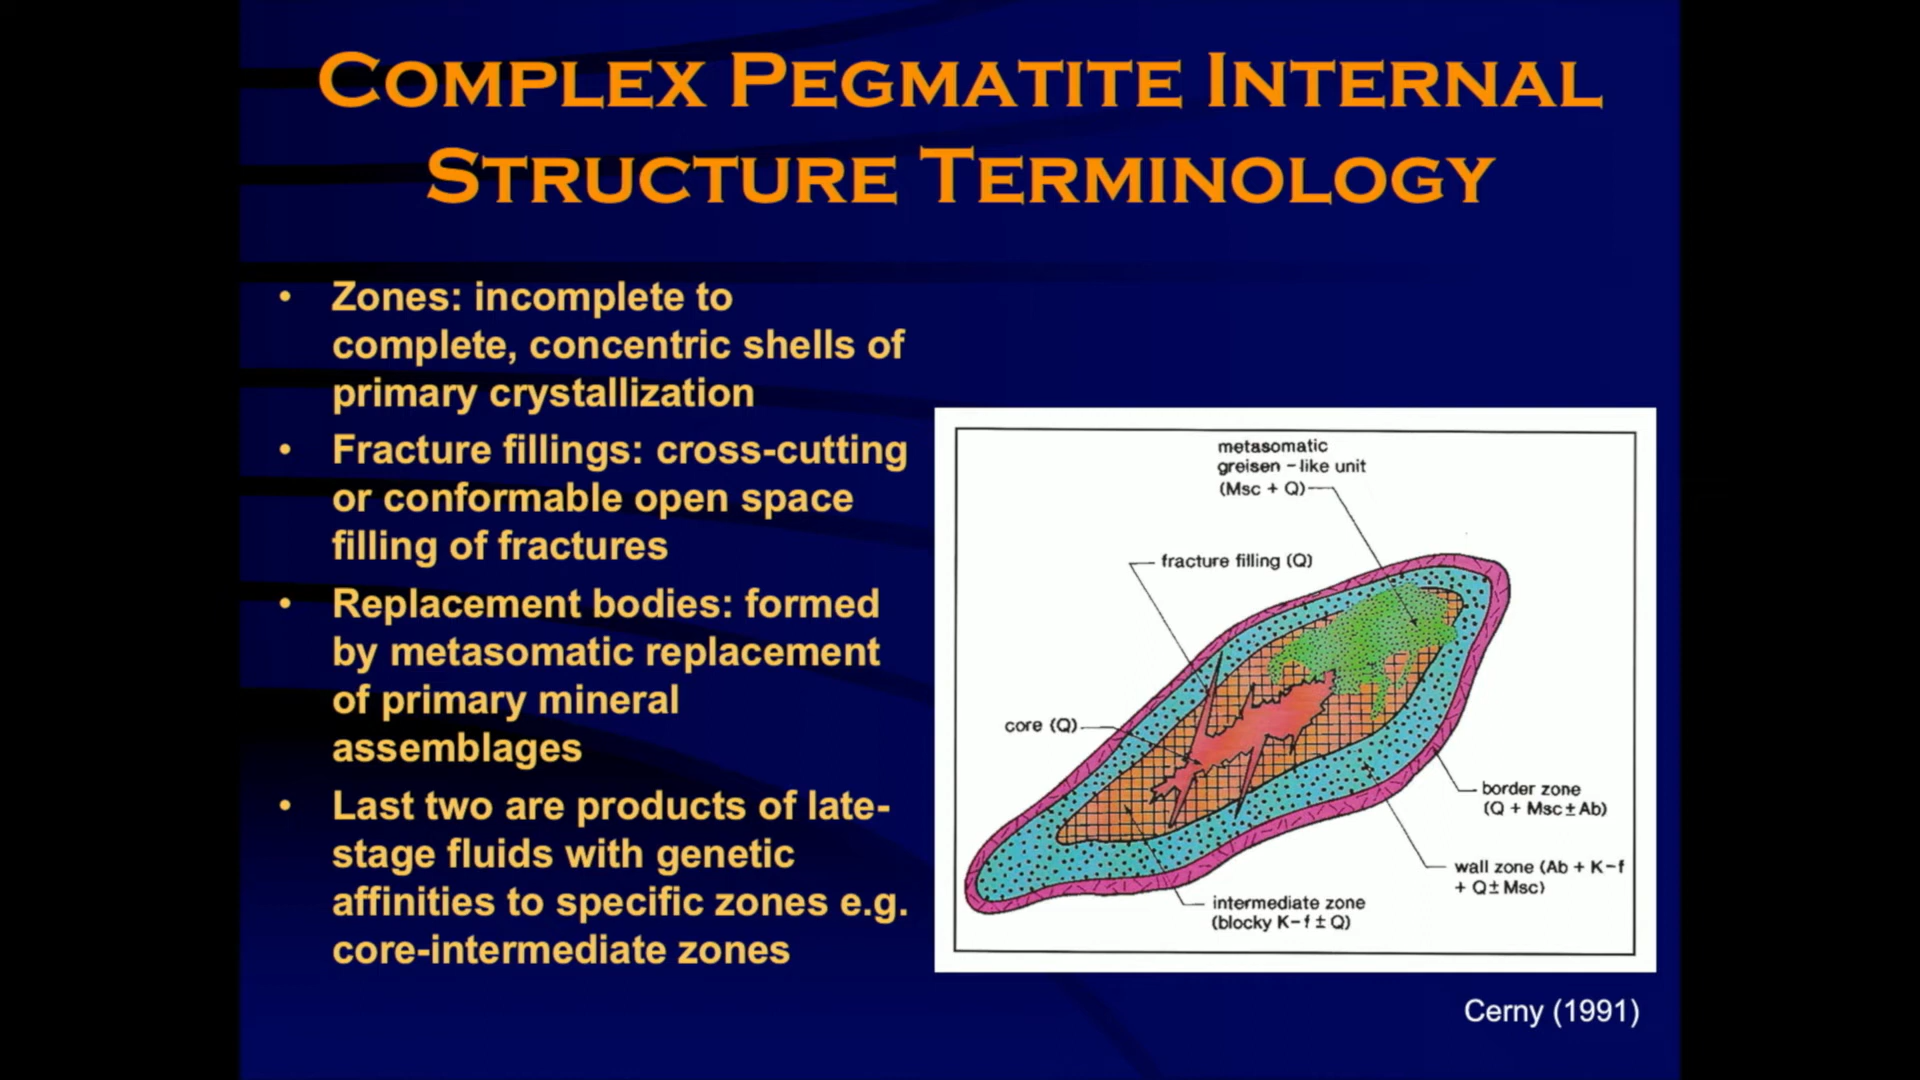 COMPLEX PEGMATITE INTERNAL
STRUCTURE TERMINOLOGY
• Zones: incomplete to
complete, concentric shells of
primary crystallization
• Fracture fillings: cross-cutting
or conformable open space
filling of fractures
• Replacement bodies: formed
by metasomatic replacement
of primary mineral
assemblages
• Last two are products of late-
stage fluids with genetic
affinities to specific zones e.g.
core-intermediate zones
metasomatic
greisen-like unit
(Msc + Q)
fracture filling (Q)
core (Q)
border zone
(Q + Msc ± Ab)
wall zone (Ab + K-f
+ Q ± Msc)
intermediate zone
(blocky K-f ± Q)
Cerny (1991)